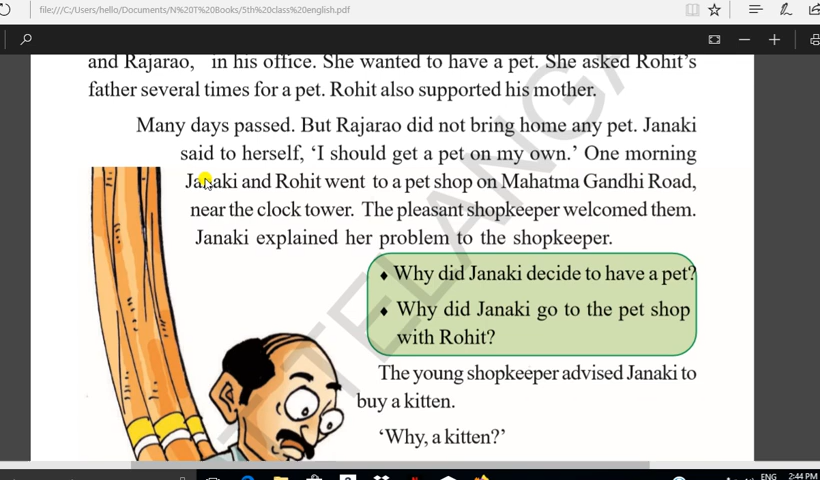 file:///C:/Users/hello/Documents/N%20T%20Books/5th%20class%20english.pdf
and Rajarao, in his office. She wanted to have a pet. She asked Rohit's
father several times for a pet. Rohit also supported his mother.
Many days passed. But Rajarao did not bring home any pet. Janaki
said to herself, ‘I should get a pet on my own.’ One morning
Janaki and Rohit went to a pet shop on Mahatma Gandhi Road,
near the clock tower. The pleasant shopkeeper welcomed them.
Janaki explained her problem to the shopkeeper.
♦ Why did Janaki decide to have a pet?
♦ Why did Janaki go to the pet shop
with Rohit?
The young shopkeeper advised Janaki to
buy a kitten.
‘Why, a kitten?’
T TELANGA
ENG 2:44 PM